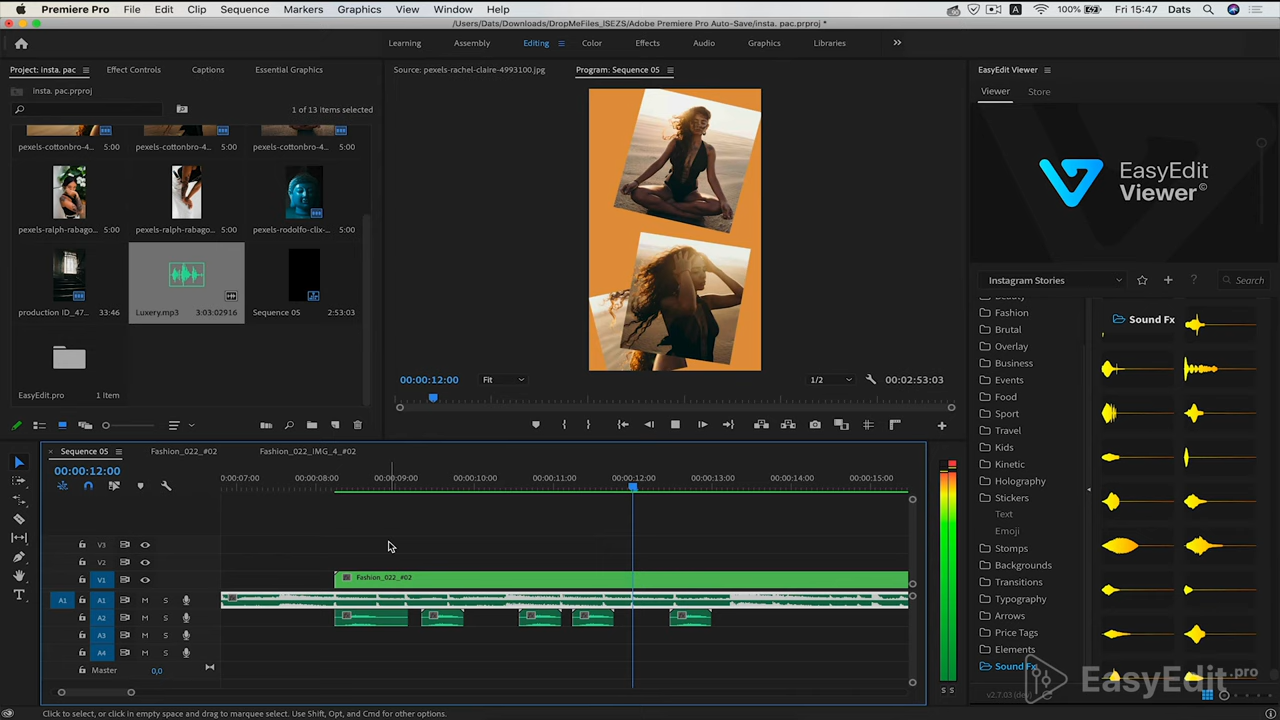 Premiere Pro File Edit Clip Sequence Markers Graphics View Window Help A 100% Fri 15:47 Dats
/Users/Dats/Downloads/DropMeFiles_ISEZS/Adobe Premiere Pro Auto-Save/insta. pac.prproj *
Learning Assembly Editing Color Effects Audio Graphics Libraries
Project: insta. pac Effect Controls Captions Essential Graphics
insta. pac.prproj
1 of 13 items selected
pexels-cottonbro-4... 5:00 pexels-cottonbro-4... 5:00 pexels-cottonbro-4... 5:00
pexels-ralph-rabago... 5:00 pexels-ralph-rabago... 5:00 pexels-rodolfo-clix-... 5:00
production ID_47... 33:46 Luxery.mp3 3:03:02916 Sequence 05 2:53:03
EasyEdit.pro 1 Item
Source: pexels-rachel-claire-4993100.jpg Program: Sequence 05
00:00:12:00 Fit 1/2 00:02:53:03
EasyEdit Viewer
Viewer Store
EasyEdit
Viewer©
Instagram Stories ? Search
Fashion
Brutal
Overlay
Business
Events
Food
Sport
Travel
Kids
Kinetic
Holography
Stickers
Text
Emoji
Stomps
Backgrounds
Transitions
Typography
Arrows
Price Tags
Elements
Sound Fx
v2.7.03 (dev)
Sound Fx
Sequence 05 Fashion_022_#02 Fashion_022_IMG_4_#02
00:00:12:00
0:00:07:00 00:00:08:00 00:00:09:00 00:00:10:00 00:00:11:00 00:00:12:00 00:00:13:00 00:00:14:00 00:00:15:00
V3
V2
V1 Fashion_022_#02
A1 A1 M S
A2 M S
A3 M S
A4 M S
Master 0,0
S S
EasyEdit.pro
Click to select, or click in empty space and drag to marquee select. Use Shift, Opt, and Cmd for other options.